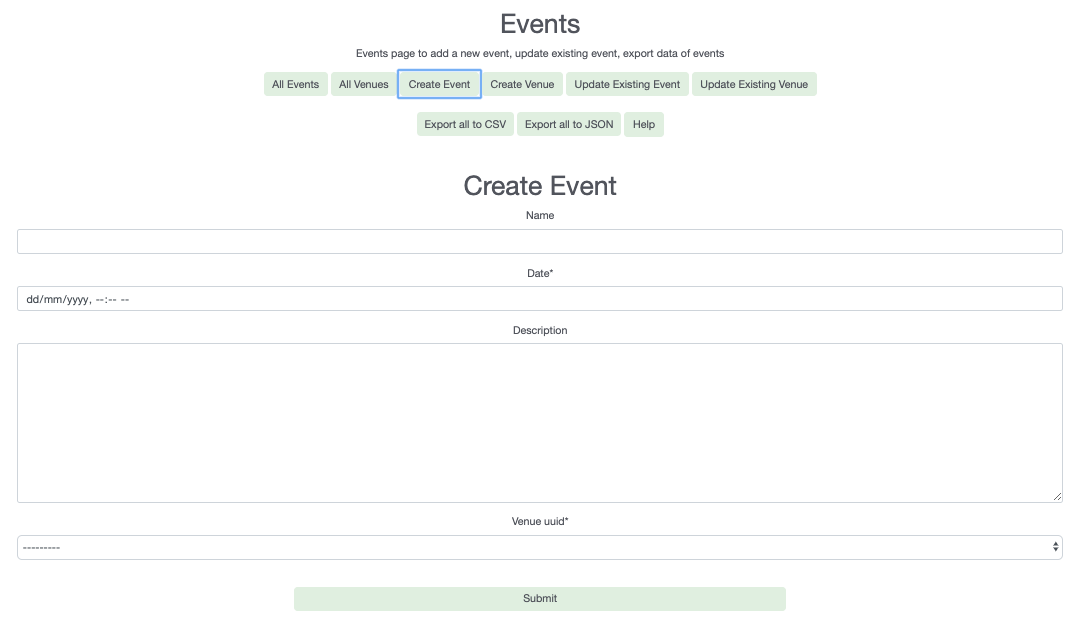 Events
Events page to add a new event, update existing event, export data of events
All Events All Venues Create Event Create Venue Update Existing Event Update Existing Venue
Export all to CSV Export all to JSON Help
Create Event
Name
Date*
dd/mm/yyyy, --:-- --
Description
Venue uuid*
---------
Submit